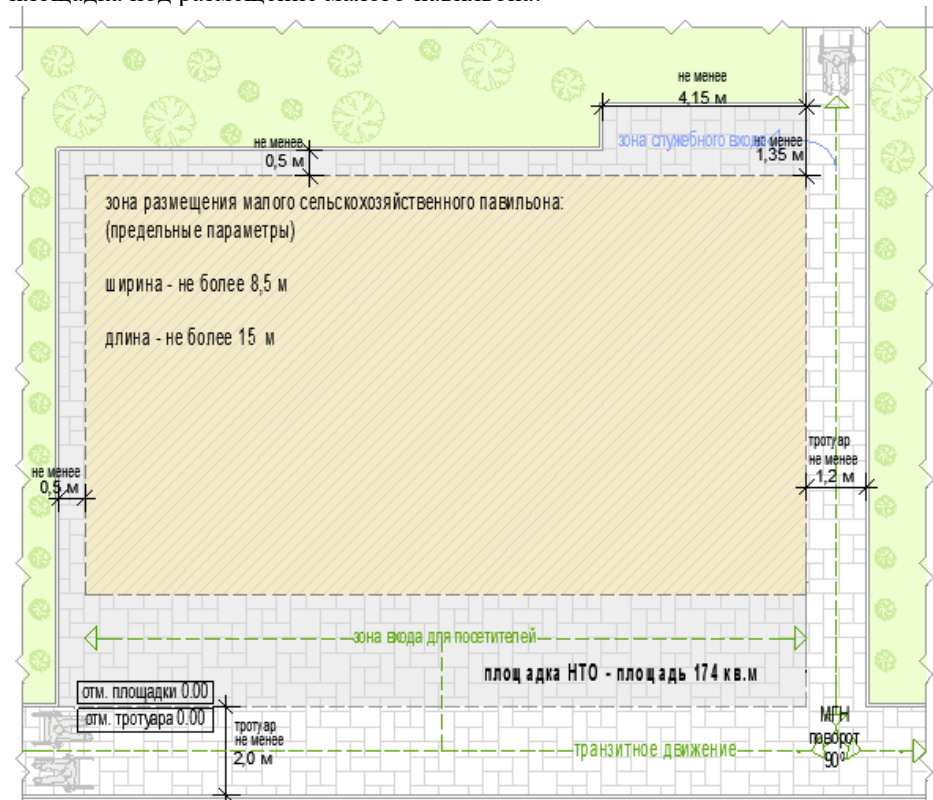 не менее
4,15 м
зона служебного входа
не менее
1,35 м
не менее
0,5 м
зона размещения малого сельскохозяйственного павильона:
(предельные параметры)
ширина - не более 8,5 м
длина - не более 15 м
тротуар
не менее
1,2 м
не менее
0,5 м
зона входа для посетителей
площадка НТО - площадь 174 кв.м
отм. площадки 0.00
отм. тротуара 0.00
тротуар
не менее
2,0 м
МГН
поворот
90⁰
транзитное движение